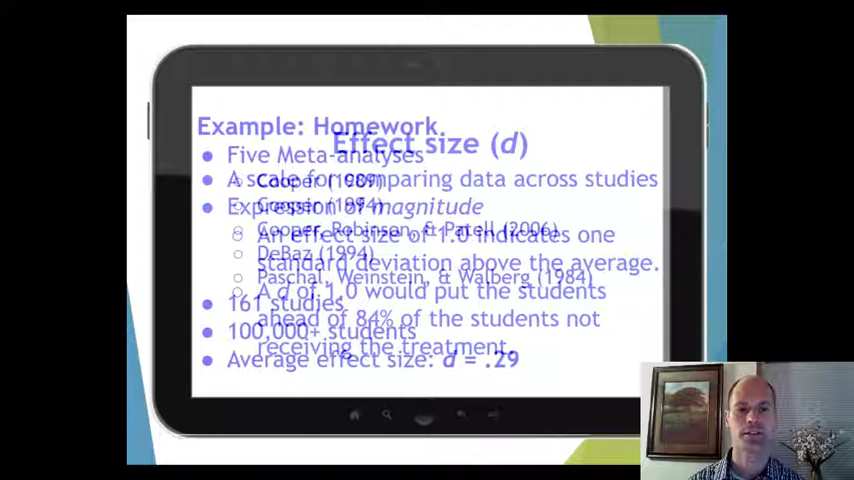 Example: Homework
● Five Meta-analyses
○ Cooper (1989)
○ Cooper (1994)
○ Cooper, Robinson, & Patell (2006)
○ DeBaz (1994)
○ Paschal, Weinstein, & Walberg (1984)
● 161 studies
● 100,000+ students
● Average effect size: d = .29
Effect size (d)
● A scale for comparing data across studies
● Expression of magnitude
○ An effect size of 1.0 indicates one
standard deviation above the average.
○ A d of 1.0 would put the students
ahead of 84% of the students not
receiving the treatment.